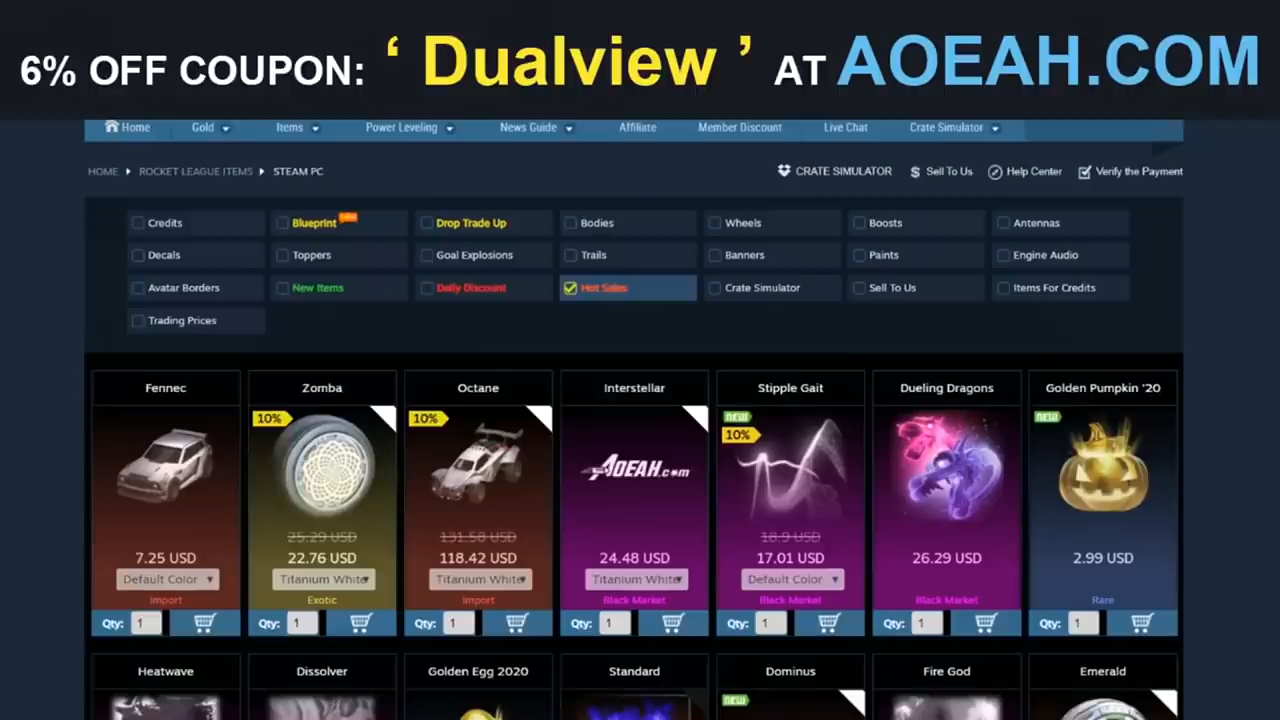 6% OFF COUPON: ‘ Dualview ’ AT AOEAH.COM
Home Gold Items Power Leveling News Guide Affiliate Member Discount Live Chat Crate Simulator
HOME ROCKET LEAGUE ITEMS STEAM PC CRATE SIMULATOR $ Sell To Us Help Center Verify the Payment
Credits Blueprint Drop Trade Up Bodies Wheels Boosts Antennas
Decals Toppers Goal Explosions Trails Banners Paints Engine Audio
Avatar Borders New Items Daily Discount Hot Sales Crate Simulator Sell To Us Items For Credits
Trading Prices
Fennec Zomba Octane Interstellar Stipple Gait Dueling Dragons Golden Pumpkin '20
10% 10% NEW NEW
10%
AOEAH.com
25.29 USD 131.58 USD 18.9 USD
7.25 USD 22.76 USD 118.42 USD 24.48 USD 17.01 USD 26.29 USD 2.99 USD
Default Color Titanium White Titanium White Titanium White Default Color
Import Exotic Import Black Market Black Market Black Market Rare
Qty: 1 Qty: 1 Qty: 1 Qty: 1 Qty: 1 Qty: 1 Qty: 1
Heatwave Dissolver Golden Egg 2020 Standard Dominus Fire God Emerald
NEW